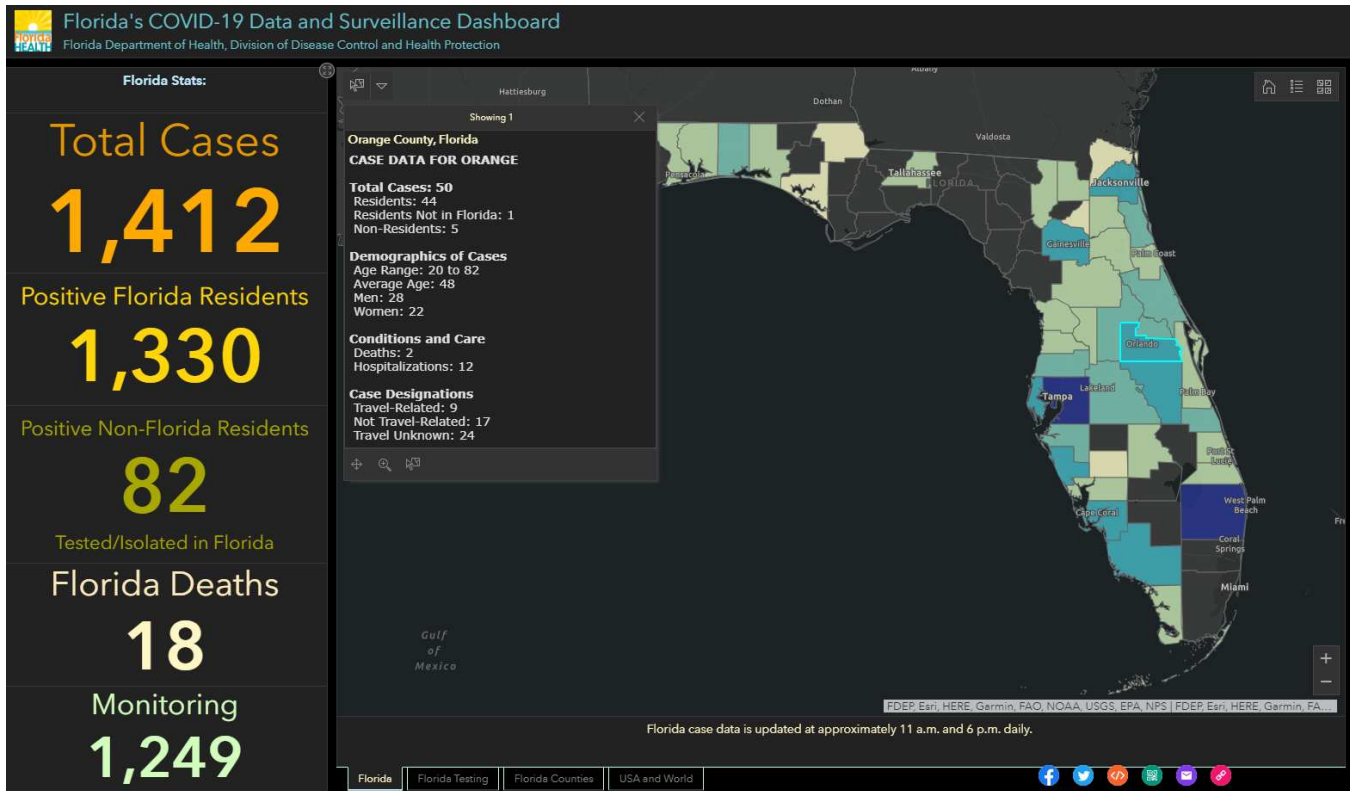 Florida HEALTH
Florida's COVID-19 Data and Surveillance Dashboard
Florida Department of Health, Division of Disease Control and Health Protection
Florida Stats:
Total Cases
1,412
Positive Florida Residents
1,330
Positive Non-Florida Residents
82
Tested/Isolated in Florida
Florida Deaths
18
Monitoring
1,249
Showing 1
Orange County, Florida
CASE DATA FOR ORANGE
Total Cases: 50
Residents: 44
Residents Not in Florida: 1
Non-Residents: 5
Demographics of Cases
Age Range: 20 to 82
Average Age: 48
Men: 28
Women: 22
Conditions and Care
Deaths: 2
Hospitalizations: 12
Case Designations
Travel-Related: 9
Not Travel-Related: 17
Travel Unknown: 24
Albany
Hattiesburg
Dothan
Valdosta
Pensacola
Tallahassee
FLORIDA
Jacksonville
Gainesville
Palm Coast
Orlando
Lakeland
Tampa
Palm Bay
Port St
Lucie
West Palm
Beach
Cape Coral
Coral
Springs
Miami
Gulf
of
Mexico
FDEP, Esri, HERE, Garmin, FAO, NOAA, USGS, EPA, NPS | FDEP, Esri, HERE, Garmin, FA...
Florida case data is updated at approximately 11 a.m. and 6 p.m. daily.
Florida
Florida Testing
Florida Counties
USA and World